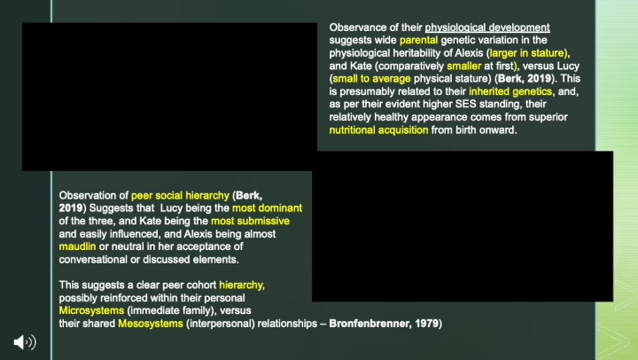 Observance of their physiological development
suggests wide parental genetic variation in the
physiological heritability of Alexis (larger in stature),
and Kate (comparatively smaller at first), versus Lucy
(small to average physical stature) (Berk, 2019). This
is presumably related to their inherited genetics, and,
as per their evident higher SES standing, their
relatively healthy appearance comes from superior
nutritional acquisition from birth onward.
Observation of peer social hierarchy (Berk,
2019) Suggests that Lucy being the most dominant
of the three, and Kate being the most submissive
and easily influenced, and Alexis being almost
maudlin or neutral in her acceptance of
conversational or discussed elements.
This suggests a clear peer cohort hierarchy,
possibly reinforced within their personal
Microsystems (immediate family), versus
their shared Mesosystems (interpersonal) relationships – Bronfenbrenner, 1979)